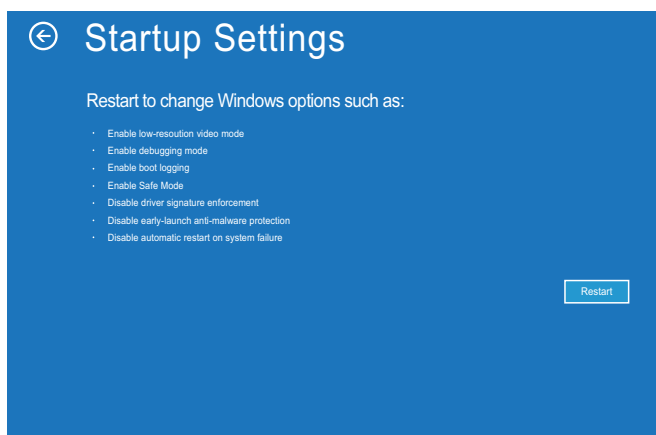 Startup Settings
Restart to change Windows options such as:
· Enable low-resoution video mode
· Enable debugging mode
· Enable boot logging
· Enable Safe Mode
· Disable driver signature enforcement
· Disable early-launch anti-malware protection
· Disable automatic restart on system failure
Restart